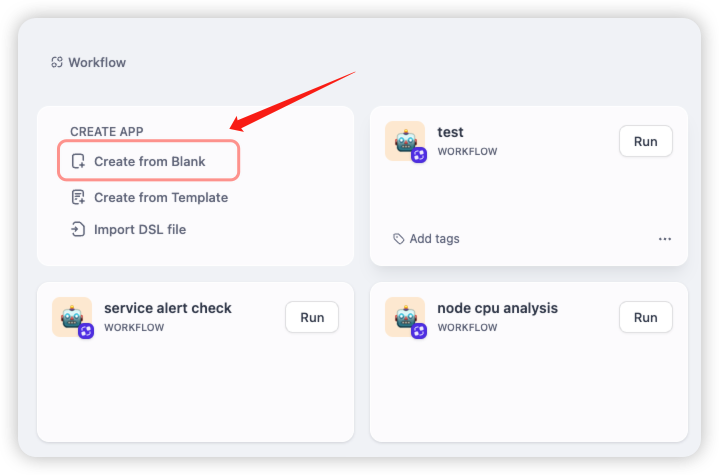 Workflow
CREATE APP
Create from Blank
Create from Template
Import DSL file
test
WORKFLOW
Run
Add tags
service alert check
WORKFLOW
Run
node cpu analysis
WORKFLOW
Run